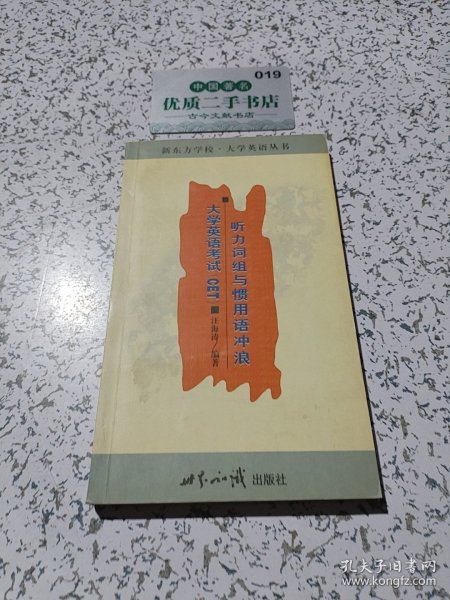 019
中国著名
优质二手书店
古今文献书店
新东方学校·大学英语丛书
大学英语考试 CET
听力词组与惯用语冲浪
汪海涛/编著
世界知识出版社
孔夫子旧书网
www.kongfz.com